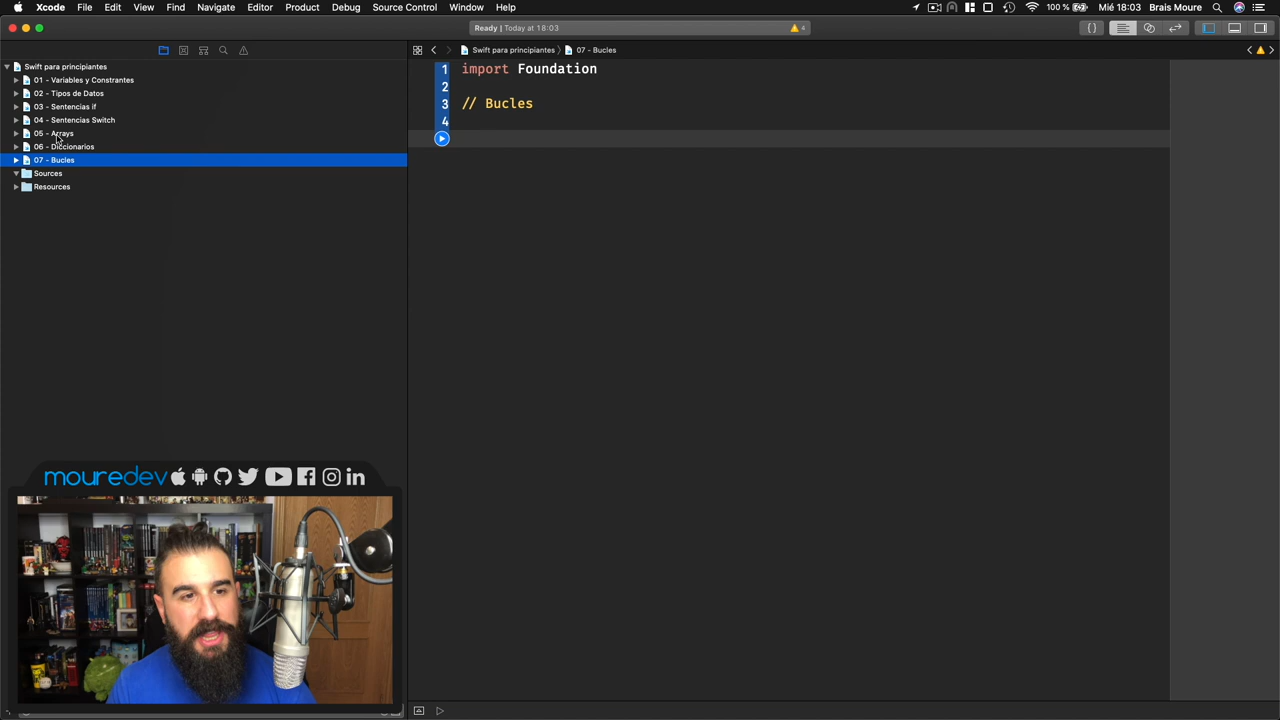 Xcode File Edit View Find Navigate Editor Product Debug Source Control Window Help 100 % Mié 18:03 Brais Moure
Ready | Today at 18:03 4
Swift para principiantes
01 - Variables y Constantes
02 - Tipos de Datos
03 - Sentencias if
04 - Sentencias Switch
05 - Arrays
06 - Diccionarios
07 - Bucles
Sources
Resources
Swift para principiantes 07 - Bucles
1 import Foundation
2
3 // Bucles
4
mouredev